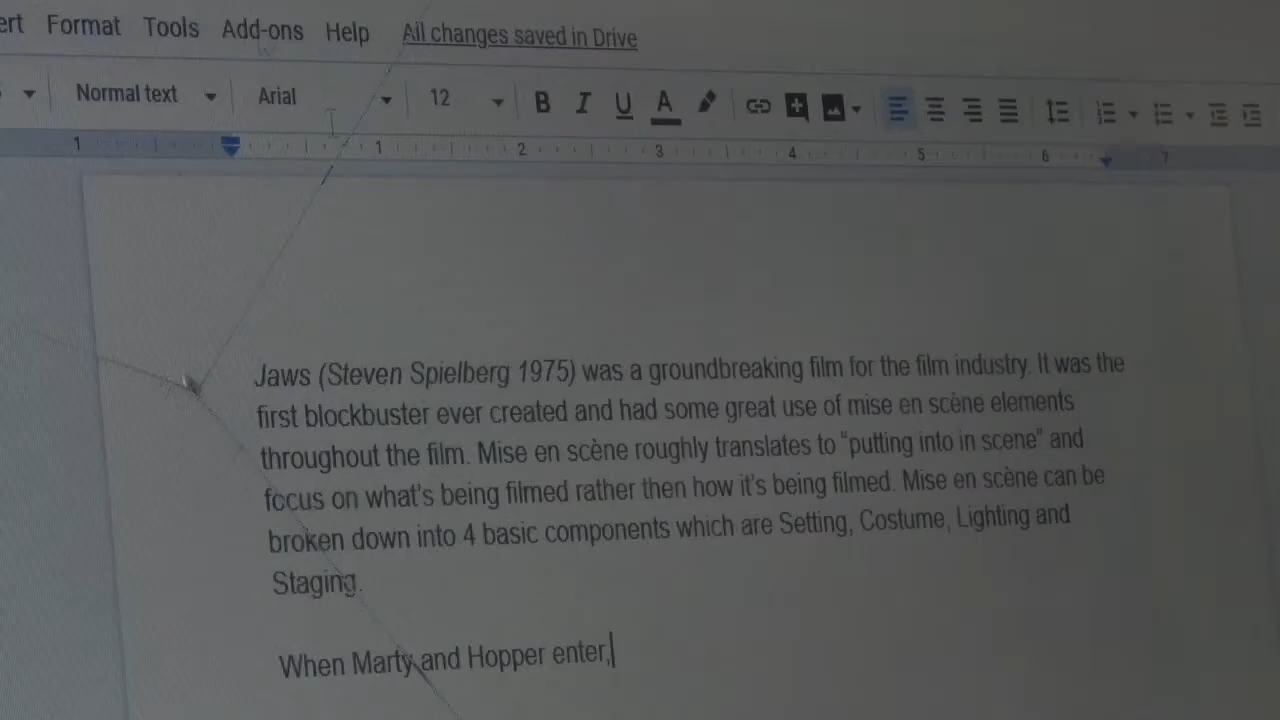 ert Format Tools Add-ons Help All changes saved in Drive
Normal text Arial 12 B I U A
1 1 2 3 4 5 6 7
Jaws (Steven Spielberg 1975) was a groundbreaking film for the film industry. It was the
first blockbuster ever created and had some great use of mise en scène elements
throughout the film. Mise en scène roughly translates to “putting into in scene” and
focus on what's being filmed rather then how it's being filmed. Mise en scène can be
broken down into 4 basic components which are Setting, Costume, Lighting and
Staging.
When Marty and Hopper enter,